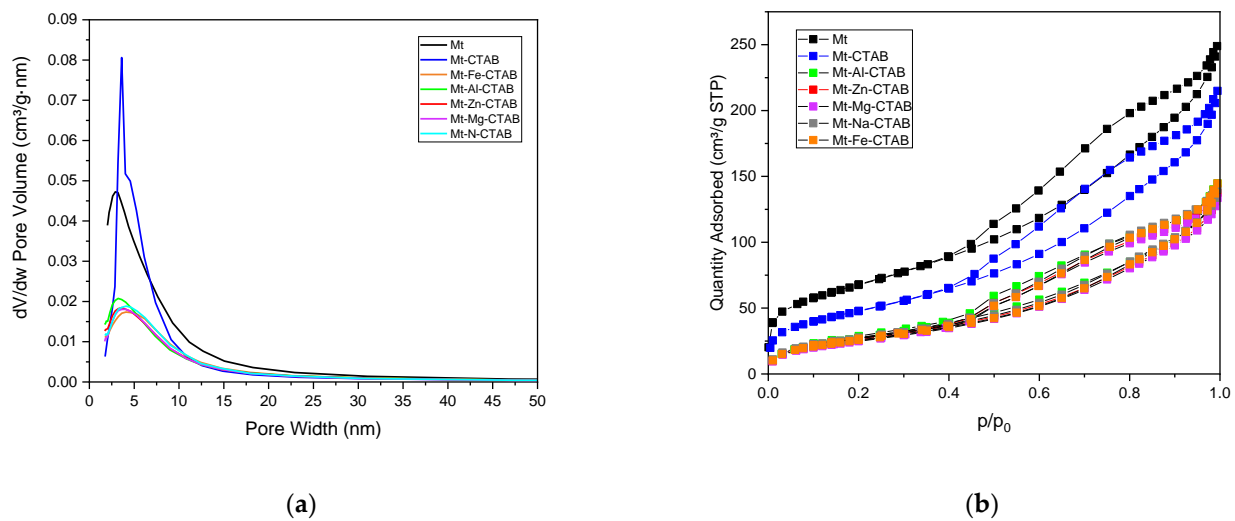 0.09
0.08
0.07
0.06
0.05
0.04
0.03
0.02
0.01
0.00
dV/dw Pore Volume (cm³/g·nm)
0 5 10 15 20 25 30 35 40 45 50
Pore Width (nm)
Mt
Mt-CTAB
Mt-Fe-CTAB
Mt-Al-CTAB
Mt-Zn-CTAB
Mt-Mg-CTAB
Mt-N-CTAB
(a)
250
200
150
100
50
0
Quantity Adsorbed (cm³/g STP)
0.0 0.2 0.4 0.6 0.8 1.0
p/p₀
Mt
Mt-CTAB
Mt-Al-CTAB
Mt-Zn-CTAB
Mt-Mg-CTAB
Mt-Na-CTAB
Mt-Fe-CTAB
(b)